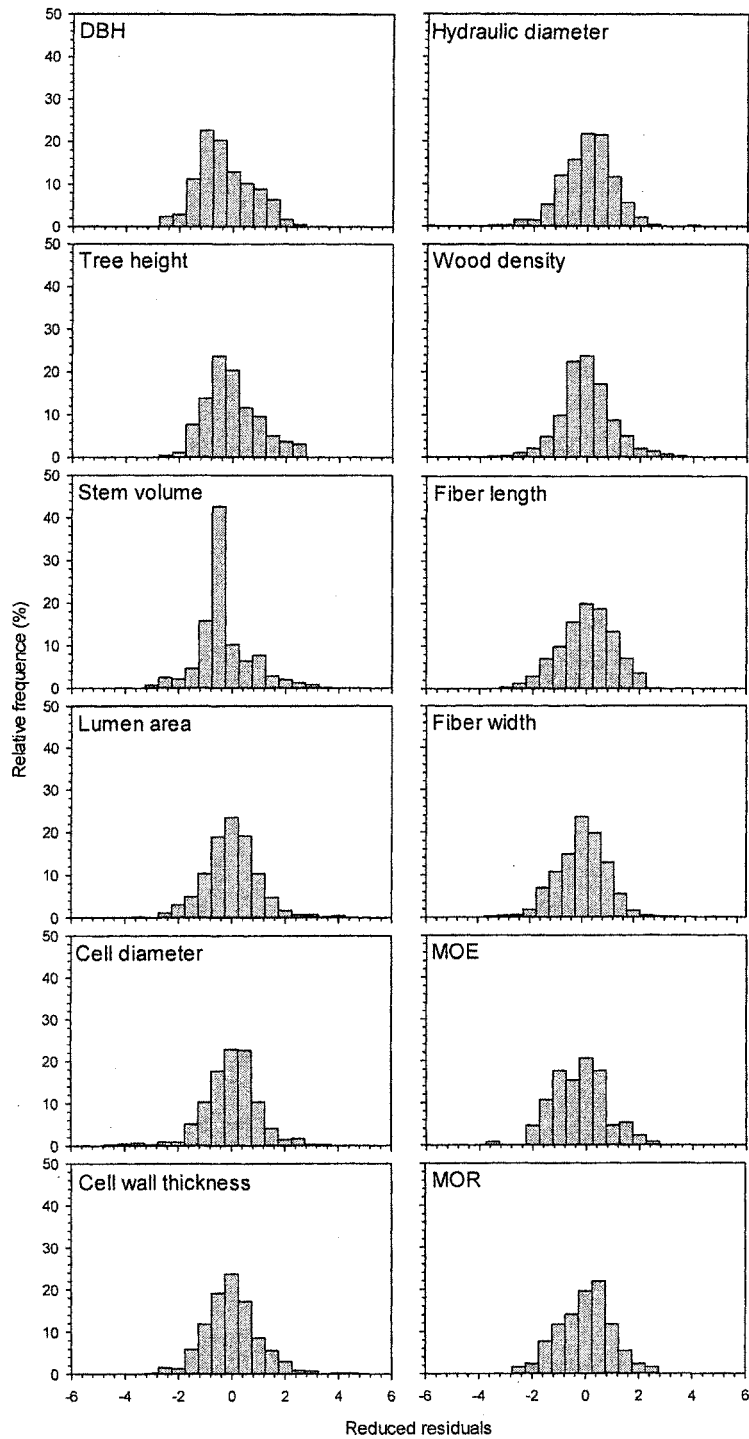 50
40
30
20
10
0
DBH
Hydraulic diameter
50
40
30
20
10
0
Tree height
Wood density
50
40
30
20
10
0
Stem volume
Fiber length
Relative frequence (%)
50
40
30
20
10
0
Lumen area
Fiber width
50
40
30
20
10
0
Cell diameter
MOE
50
40
30
20
10
0
Cell wall thickness
MOR
-6 -4 -2 0 2 4 6
-6 -4 -2 0 2 4 6
Reduced residuals